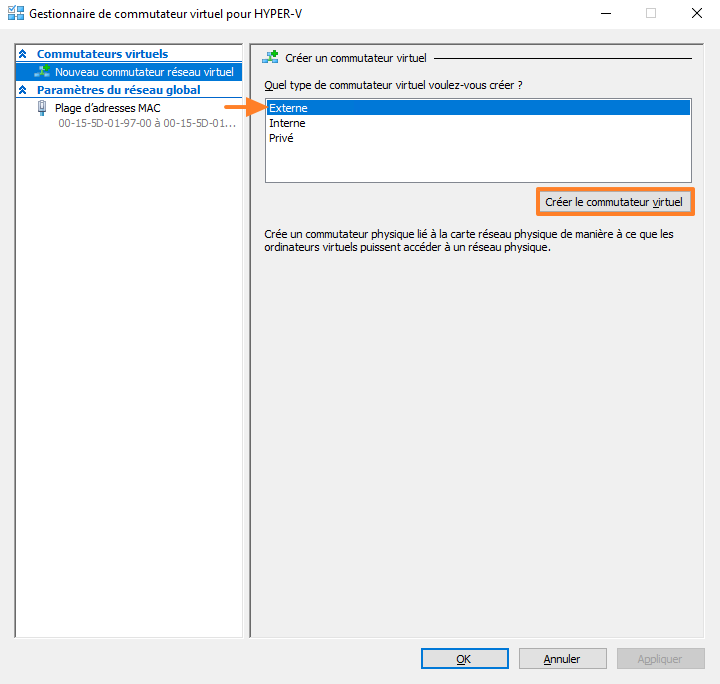 Gestionnaire de commutateur virtuel pour HYPER-V
Commutateurs virtuels
Nouveau commutateur réseau virtuel
Paramètres du réseau global
Plage d'adresses MAC
00-15-5D-01-97-00 à 00-15-5D-01...
Créer un commutateur virtuel
Quel type de commutateur virtuel voulez-vous créer ?
Externe
Interne
Privé
Créer le commutateur virtuel
Crée un commutateur physique lié à la carte réseau physique de manière à ce que les
ordinateurs virtuels puissent accéder à un réseau physique.
OK
Annuler
Appliquer